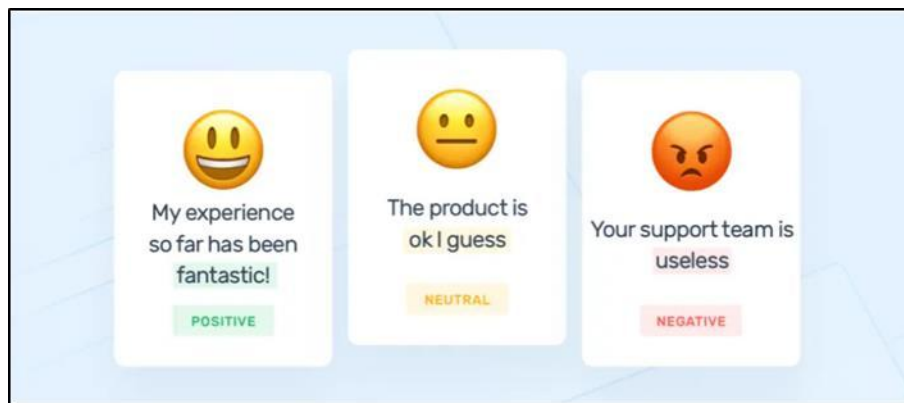 My experience
so far has been
fantastic!
POSITIVE
The product is
ok I guess
NEUTRAL
Your support team is
useless
NEGATIVE